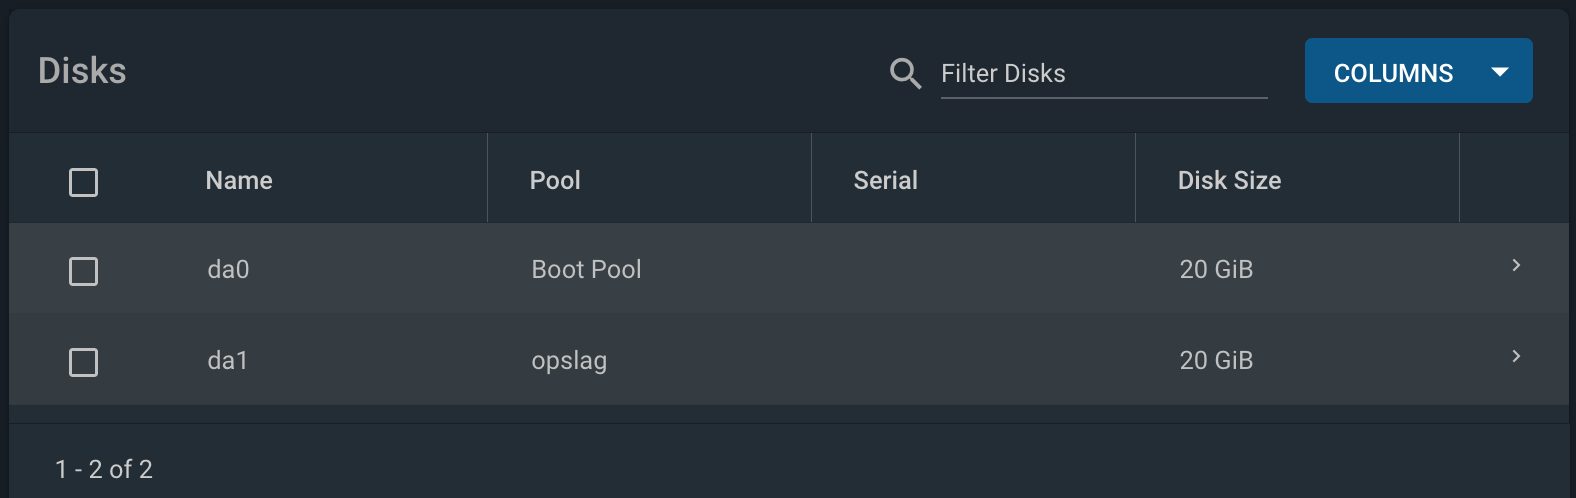 Disks
Filter Disks
COLUMNS
Name Pool Serial Disk Size
da0 Boot Pool 20 GiB
da1 opslag 20 GiB
1 - 2 of 2